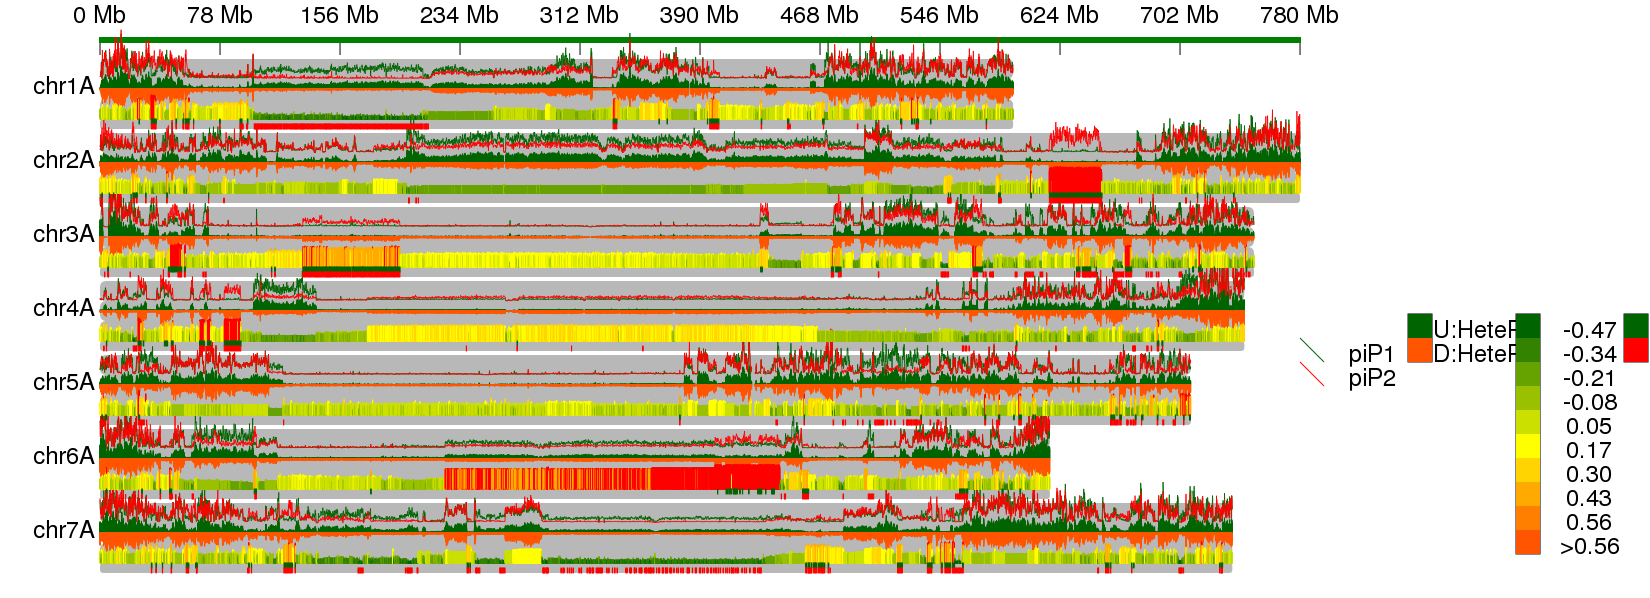 0 Mb 78 Mb 156 Mb 234 Mb 312 Mb 390 Mb 468 Mb 546 Mb 624 Mb 702 Mb 780 Mb
chr1A
chr2A
chr3A
chr4A
chr5A
chr6A
chr7A
piP1
piP2
U:HeteP
D:HeteP
-0.47
-0.34
-0.21
-0.08
0.05
0.17
0.30
0.43
0.56
>0.56